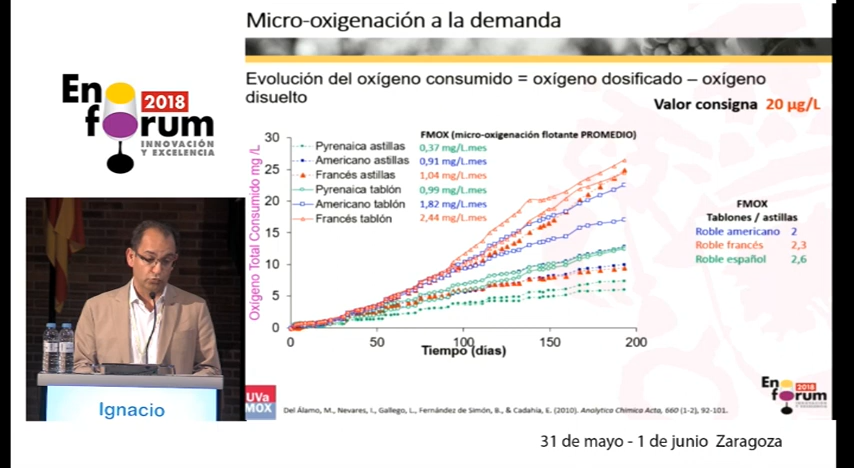 Micro-oxigenación a la demanda
Evolución del oxígeno consumido = oxígeno dosificado – oxígeno
disuelto
Valor consigna 20 µg/L
En
2018
forum
INNOVACIÓN
Y EXCELENCIA
FMOX (micro-oxigenación flotante PROMEDIO)
Pyrenaica astillas 0,37 mg/L.mes
Americano astillas 0,91 mg/L.mes
Francés astillas 1,04 mg/L.mes
Pyrenaica tablón 0,99 mg/L.mes
Americano tablón 1,82 mg/L.mes
Francés tablón 2,44 mg/L.mes
Oxígeno Total Consumido mg /L
30
25
20
15
10
5
0
0 50 100 150 200
Tiempo (días)
FMOX
Tablones / astillas
Roble americano 2
Roble francés 2,3
Roble español 2,6
Ignacio
UVa
MOX
Del Álamo, M., Nevares, I., Gallego, L., Fernández de Simón, B., & Cadahía, E. (2010). Analytica Chimica Acta, 660 (1-2), 92-101.
En
2018
forum
31 de mayo - 1 de junio Zaragoza